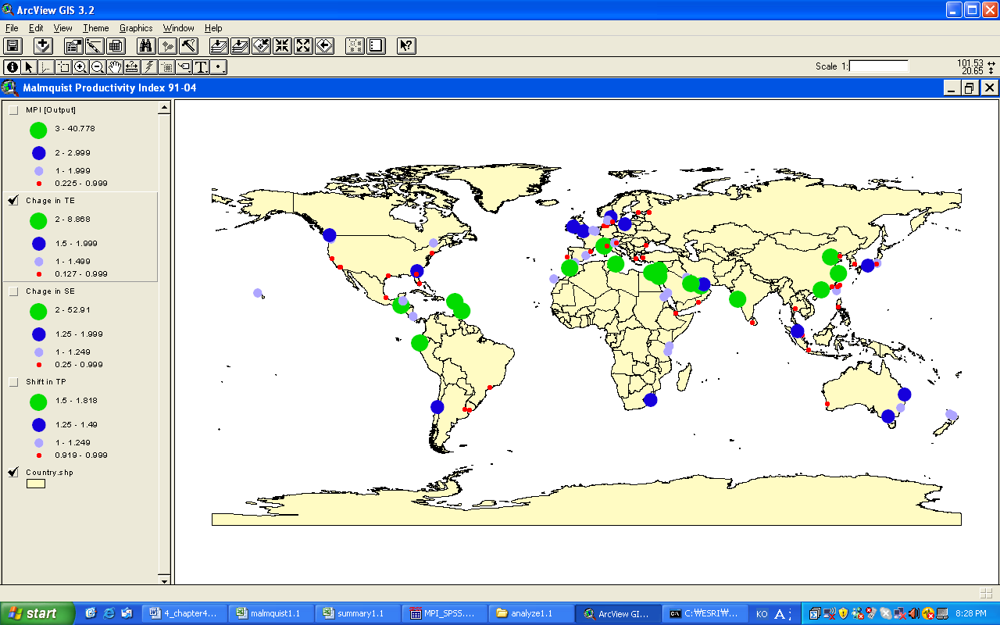 ArcView GIS 3.2
File Edit View Theme Graphics Window Help
Scale 1:
101.53
20.65
Malmquist Productivity Index 91-04
MPI [Output]
3 - 40.778
2 - 2.999
1 - 1.999
0.225 - 0.999
Chage in TE
2 - 8.868
1.5 - 1.999
1 - 1.499
0.127 - 0.999
Chage in SE
2 - 52.91
1.25 - 1.999
1 - 1.249
0.25 - 0.999
Shift in TP
1.5 - 1.818
1.25 - 1.49
1 - 1.249
0.919 - 0.999
Country.shp
start 4_chapter4... malmquist1.1 summary1.1 MPI_SPSS.... analyze1.1 ArcView GI... C:₩ESRI₩... KO A 8:28 PM